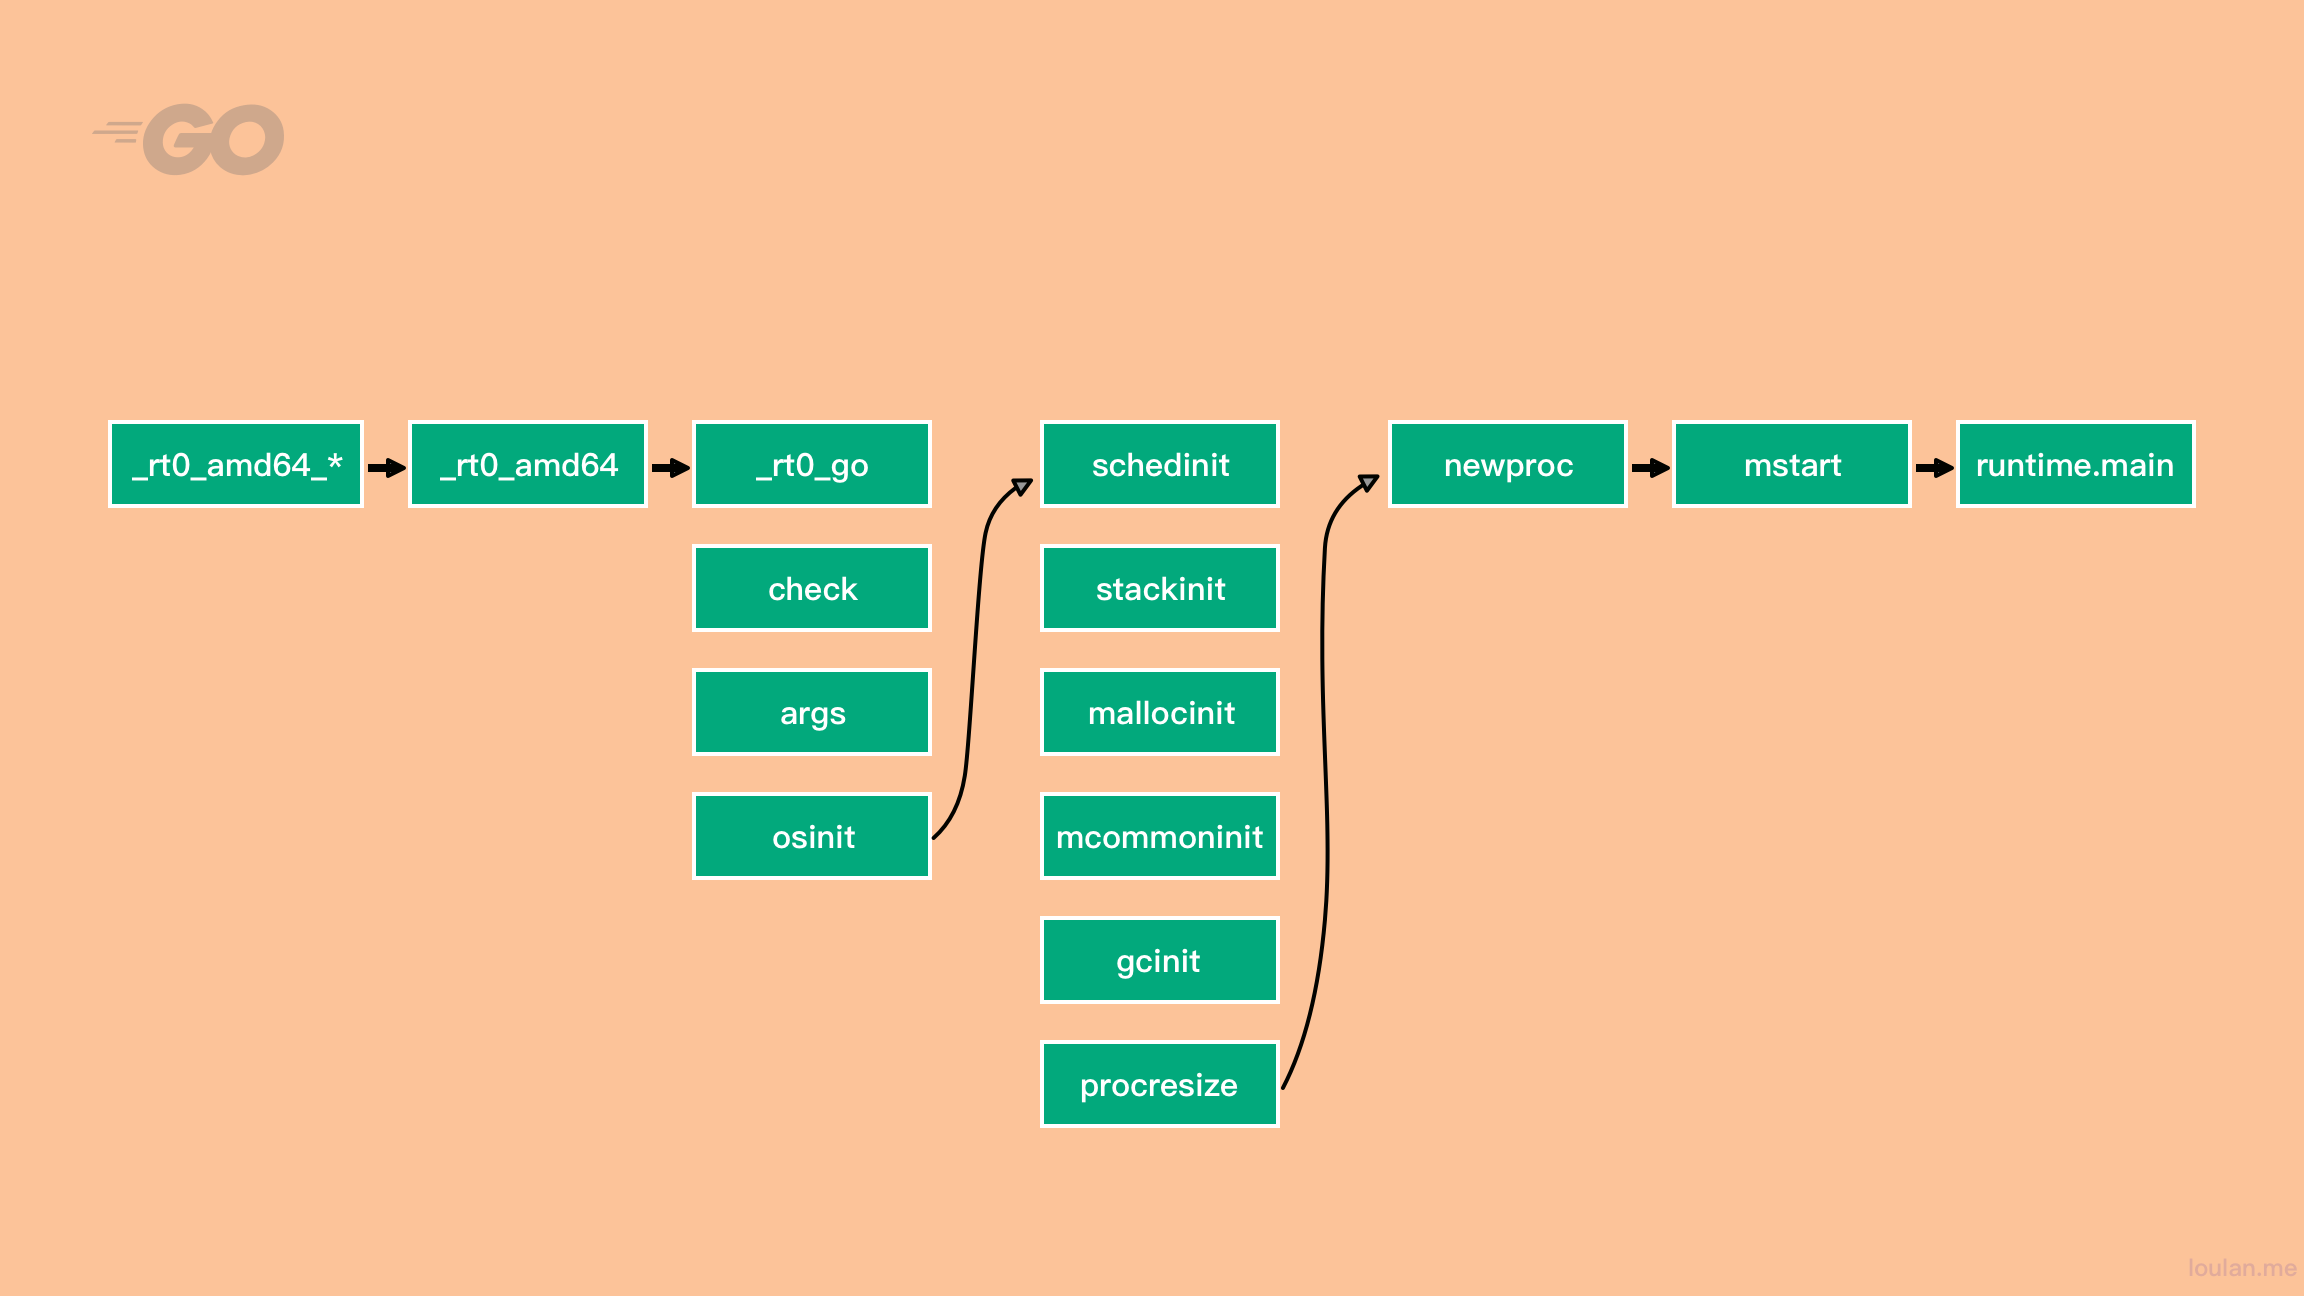 GO
_rt0_amd64_*
_rt0_amd64
_rt0_go
check
args
osinit
schedinit
stackinit
mallocinit
mcommoninit
gcinit
procresize
newproc
mstart
runtime.main
loulan.me